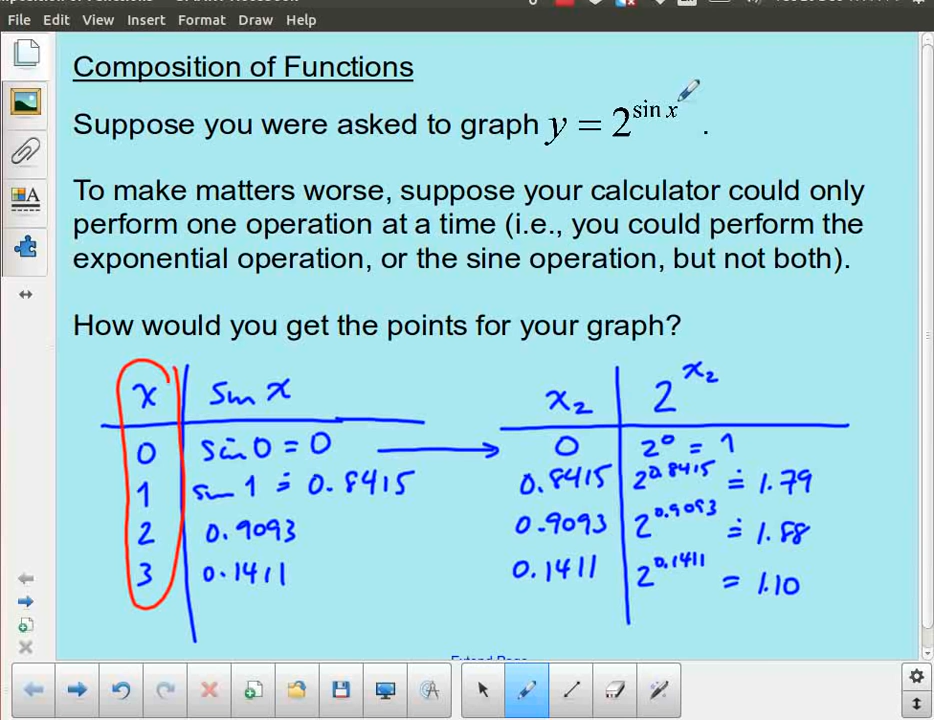 File Edit View Insert Format Draw Help
Composition of Functions
Suppose you were asked to graph y = 2^sin x .
To make matters worse, suppose your calculator could only
perform one operation at a time (i.e., you could perform the
exponential operation, or the sine operation, but not both).
How would you get the points for your graph?
x sin x x₂ 2^x₂
0 sin 0 = 0 0 2⁰ = 1
1 sin 1 ≐ 0.8415 0.8415 2^0.8415 ≐ 1.79
2 0.9093 0.9093 2^0.9093 ≐ 1.88
3 0.1411 0.1411 2^0.1411 = 1.10
Extend Page